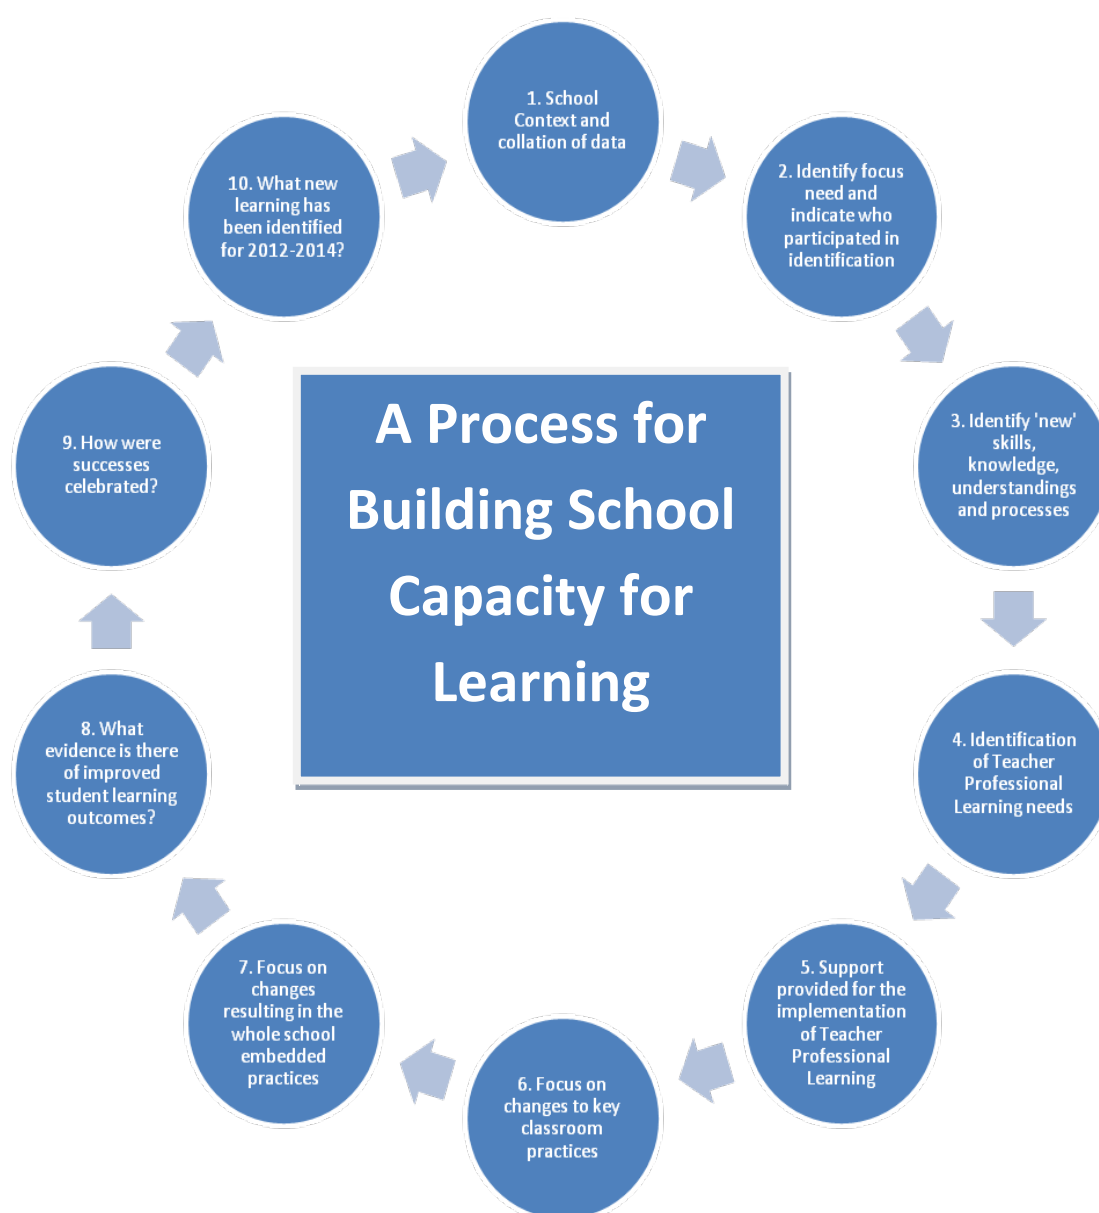 1. School
Context and
collation of data
2. Identify focus
need and
indicate who
participated in
identification
3. Identify 'new'
skills,
knowledge,
understandings
and processes
4. Identification
of Teacher
Professional
Learning needs
5. Support
provided for the
implementation
of Teacher
Professional
Learning
6. Focus on
changes to key
classroom
practices
7. Focus on
changes
resulting in the
whole school
embedded
practices
8. What
evidence is there
of improved
student learning
outcomes?
9. How were
successes
celebrated?
10. What new
learning has
been identified
for 2012-2014?
A Process for
Building School
Capacity for
Learning